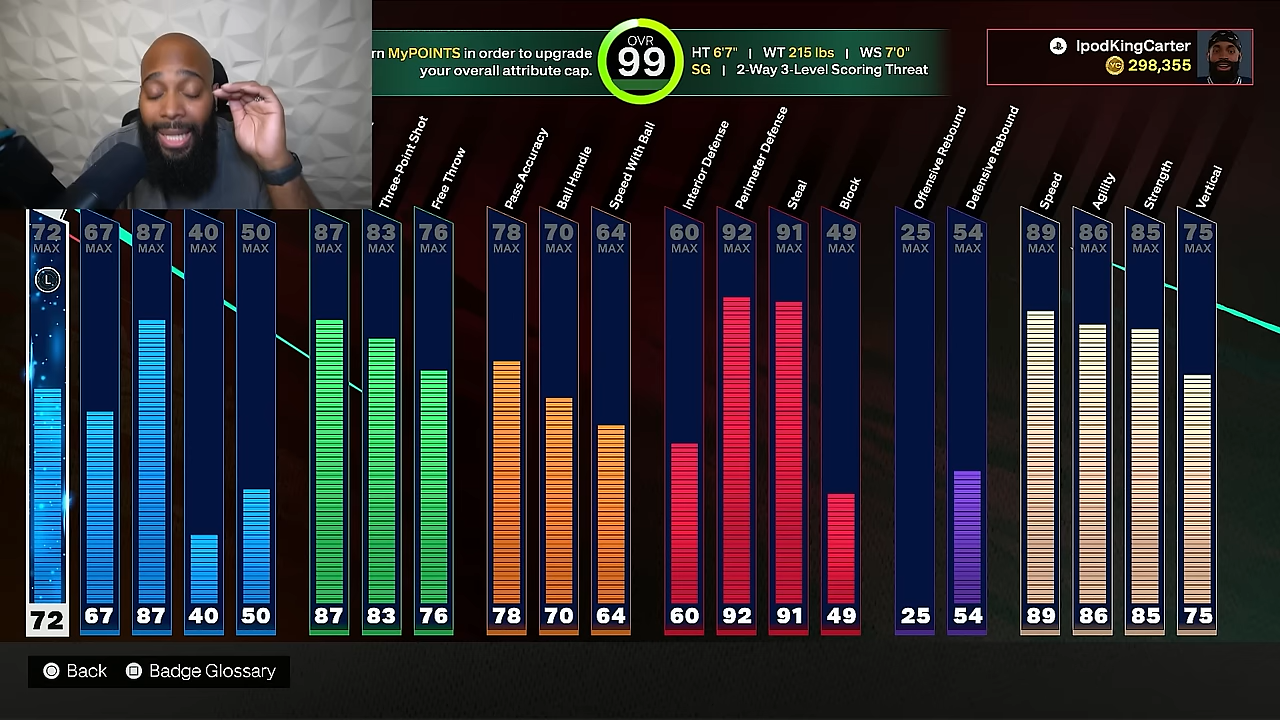 rn MyPOINTS in order to upgrade
your overall attribute cap.
OVR
99
HT 6'7" | WT 215 lbs | WS 7'0"
SG | 2-Way 3-Level Scoring Threat
IpodKingCarter
VC 298,355
Three-Point Shot
Free Throw
Pass Accuracy
Ball Handle
Speed With Ball
Interior Defense
Perimeter Defense
Steal
Block
Offensive Rebound
Defensive Rebound
Speed
Agility
Strength
Vertical
72 67 87 40 50 87 83 76 78 70 64 60 92 91 49 25 54 89 86 85 75
MAX MAX MAX MAX MAX MAX MAX MAX MAX MAX MAX MAX MAX MAX MAX MAX MAX MAX MAX MAX MAX
L
72 67 87 40 50 87 83 76 78 70 64 60 92 91 49 25 54 89 86 85 75
Back Badge Glossary